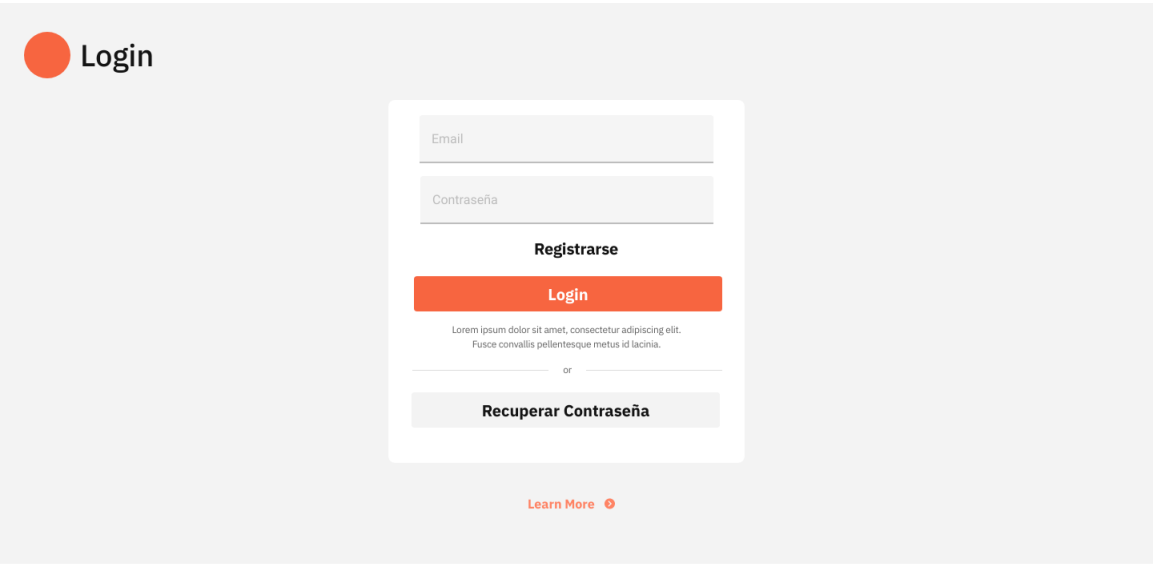 Login
Email
Contraseña
Registrarse
Login
Lorem ipsum dolor sit amet, consectetur adipiscing elit.
Fusce convallis pellentesque metus id lacinia.
or
Recuperar Contraseña
Learn More